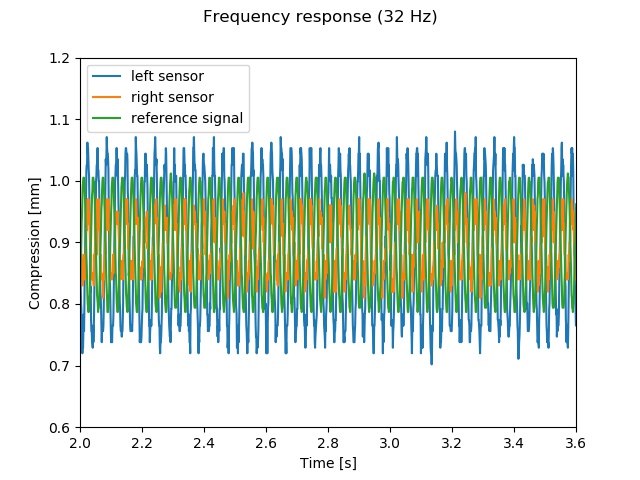 Frequency response (32 Hz)
1.2
1.1
1.0
0.9
0.8
0.7
0.6
Compression [mm]
left sensor
right sensor
reference signal
2.0 2.2 2.4 2.6 2.8 3.0 3.2 3.4 3.6
Time [s]